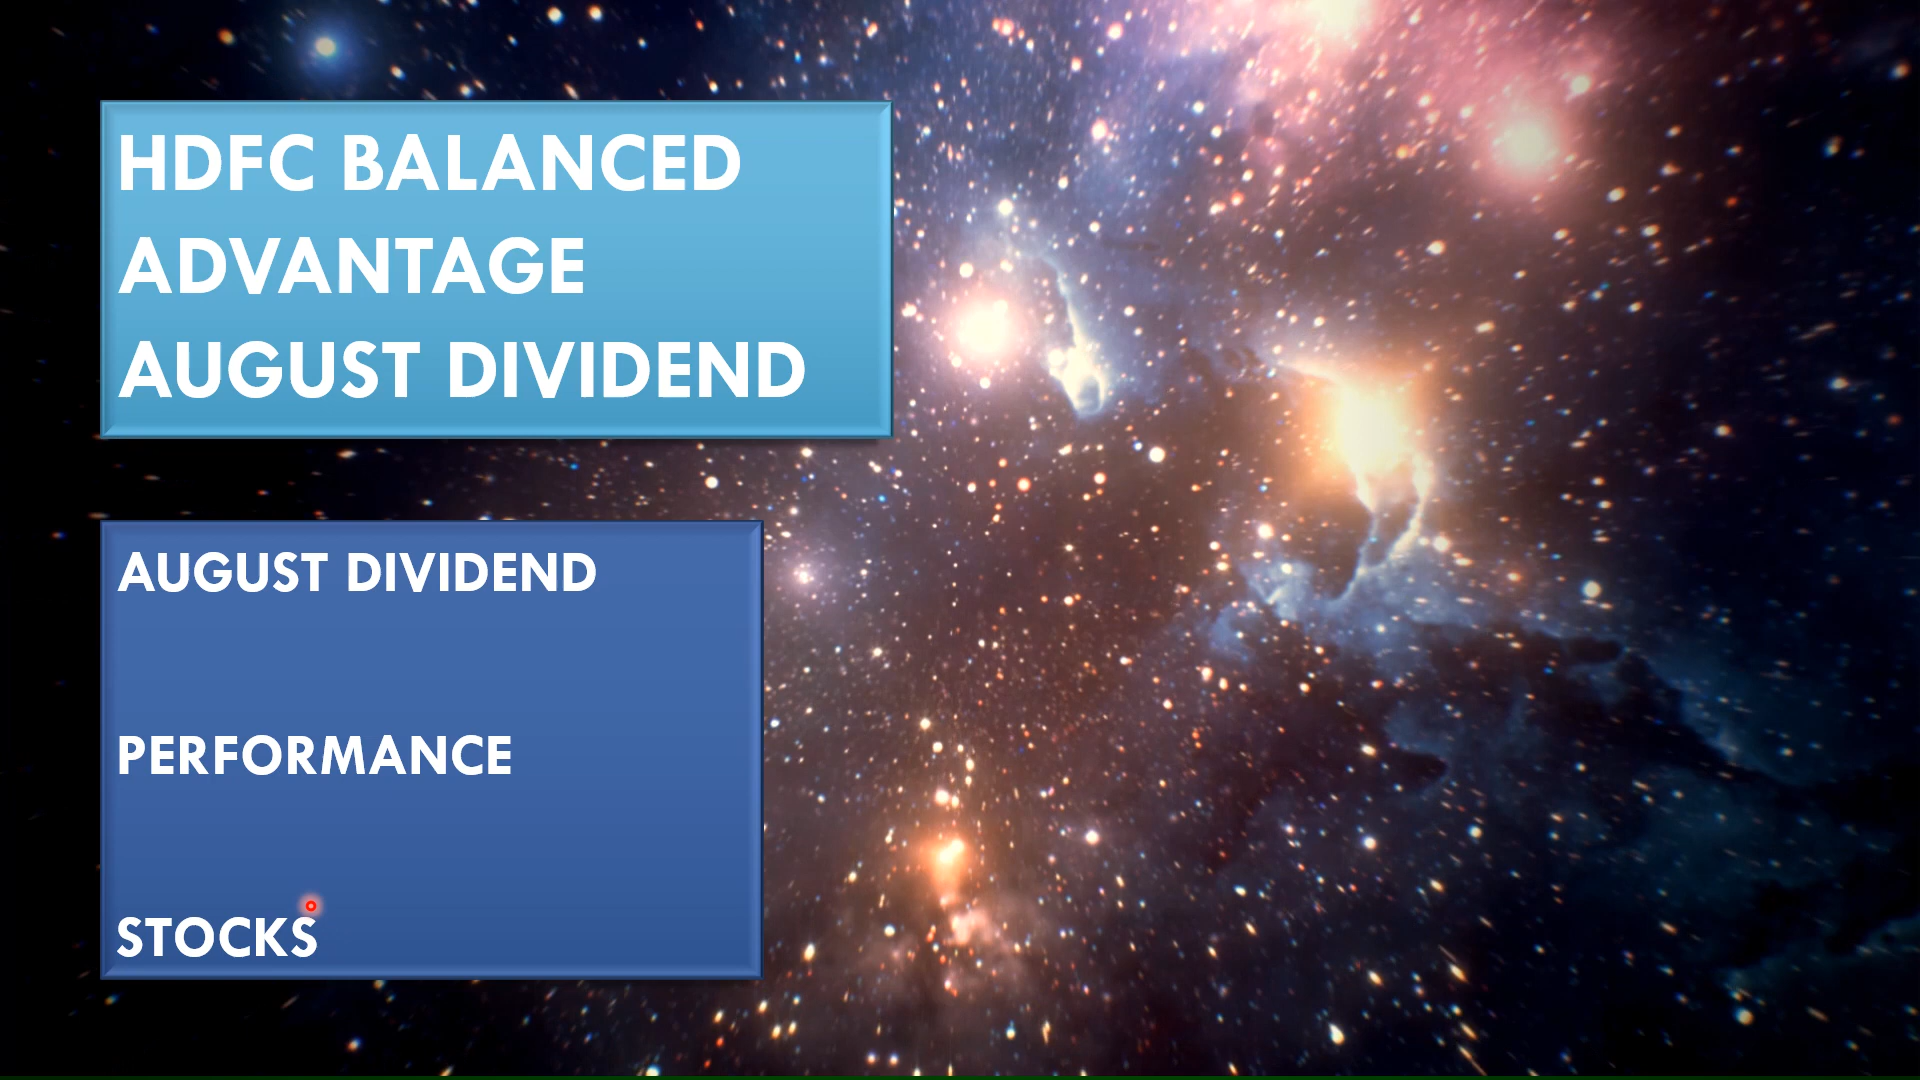 HDFC BALANCED
ADVANTAGE
AUGUST DIVIDEND
AUGUST DIVIDEND
PERFORMANCE
STOCKS